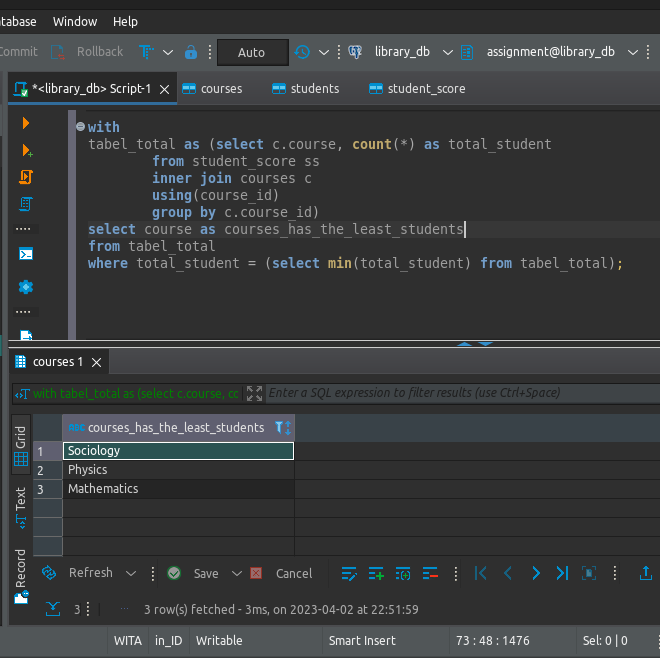 atabase Window Help
Commit Rollback Auto library_db assignment@library_db
*<library_db> Script-1 courses students student_score
with
tabel_total as (select c.course, count(*) as total_student
from student_score ss
inner join courses c
using(course_id)
group by c.course_id)
select course as courses_has_the_least_students
from tabel_total
where total_student = (select min(total_student) from tabel_total);
courses 1
with tabel_total as (select c.course, co Enter a SQL expression to filter results (use Ctrl+Space)
Grid
Text
Record
courses_has_the_least_students
1 Sociology
2 Physics
3 Mathematics
Refresh Save Cancel
3 3 row(s) fetched - 3ms, on 2023-04-02 at 22:51:59
WITA in_ID Writable Smart Insert 73 : 48 : 1476 Sel: 0 | 0